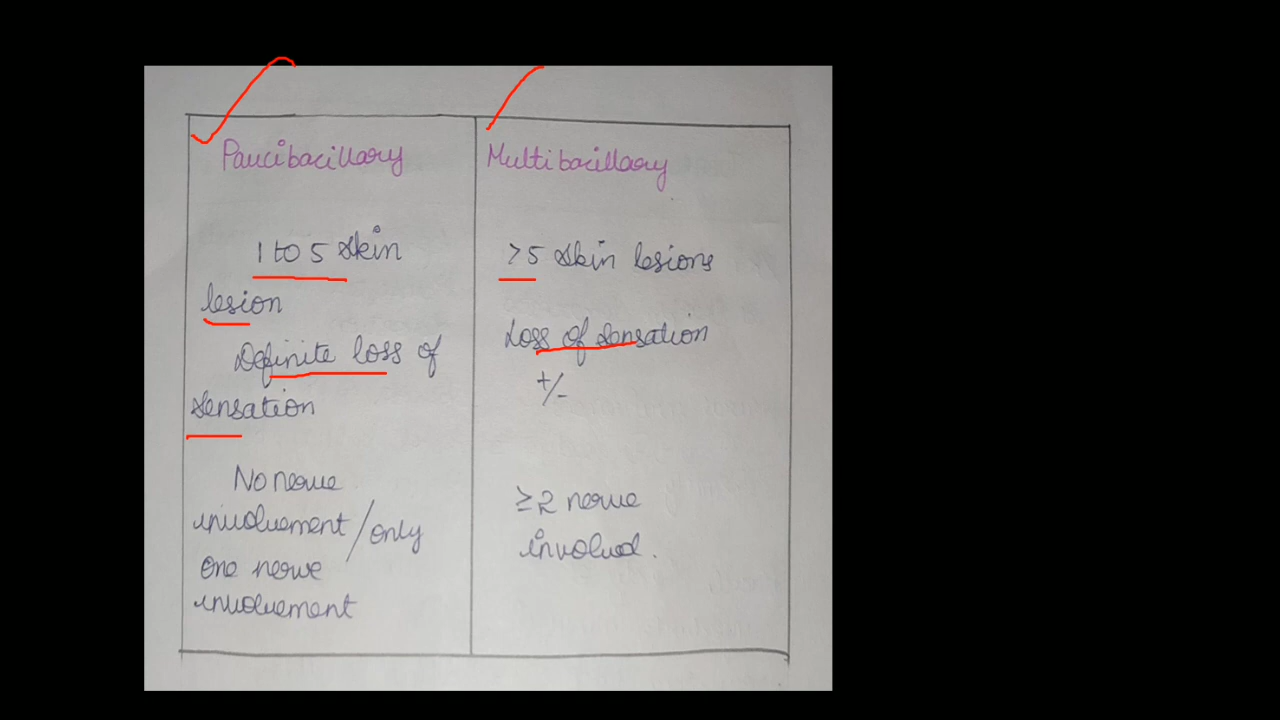 Paucibacillary
1 to 5 skin
lesion
Definite loss of
sensation
No nerve
involvement / only
one nerve
involvement
Multibacillary
>5 skin lesions
Loss of sensation
+/-
≥2 nerve
involved.